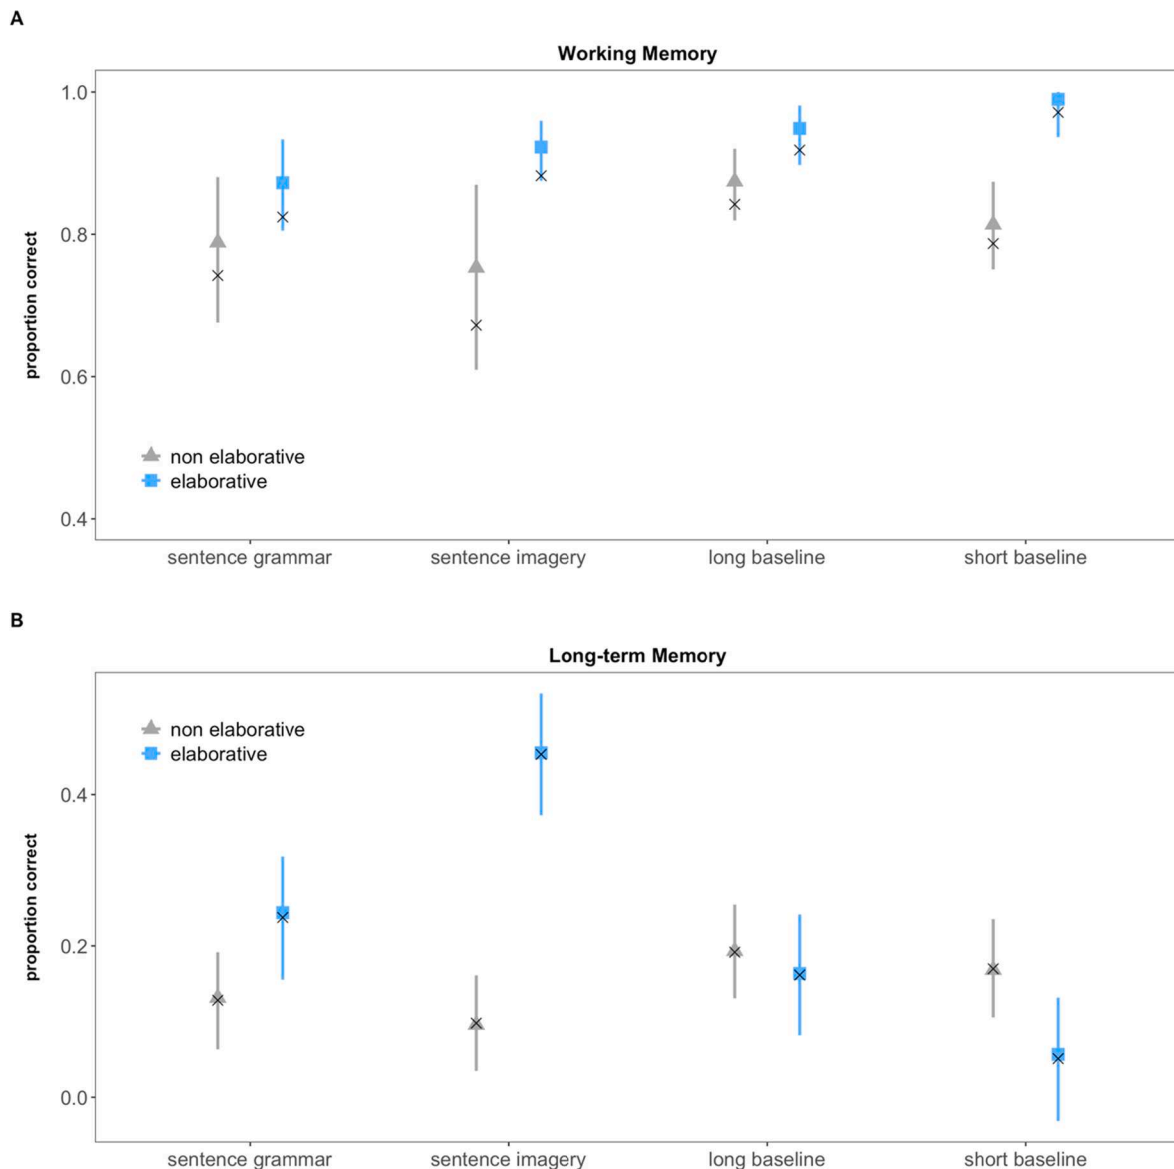 A
Working Memory
1.0
0.8
0.6
0.4
proportion correct
non elaborative
elaborative
sentence grammar
sentence imagery
long baseline
short baseline
B
Long-term Memory
0.4
0.2
0.0
proportion correct
non elaborative
elaborative
sentence grammar
sentence imagery
long baseline
short baseline